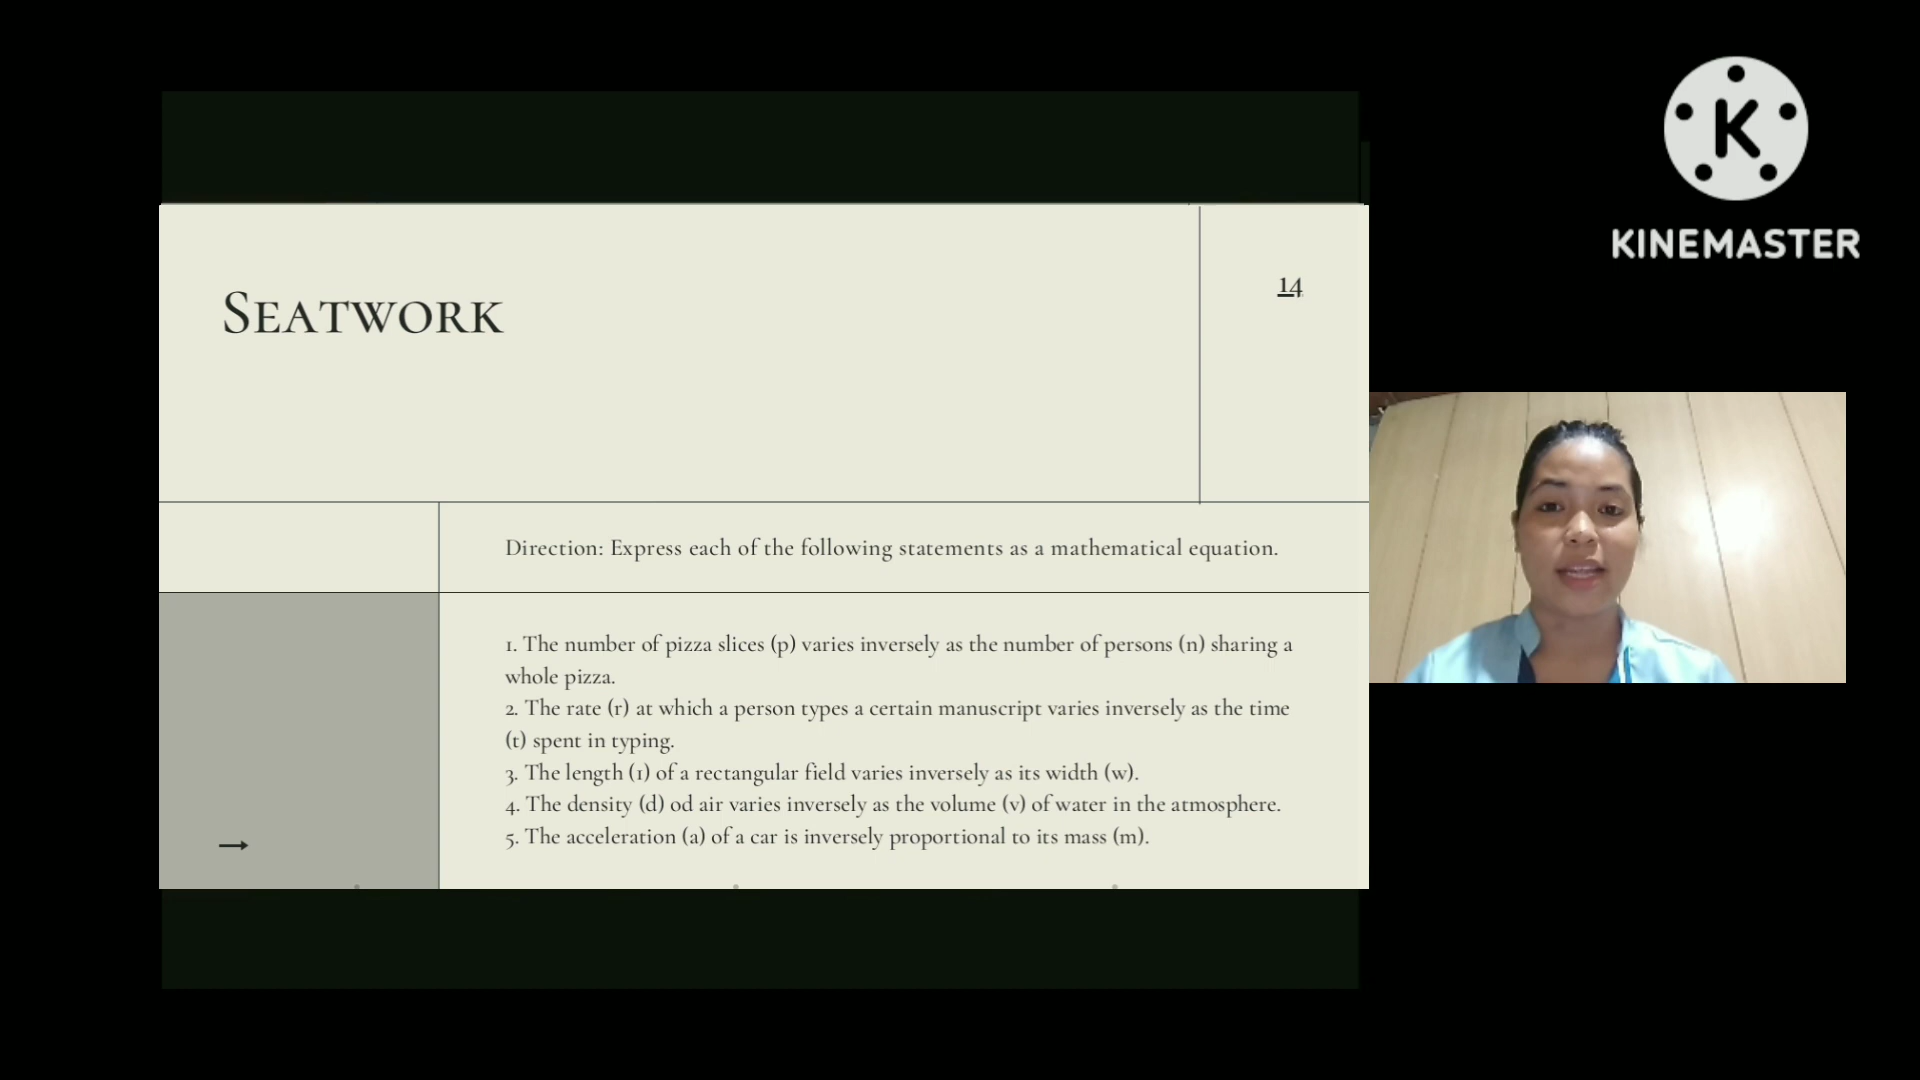 K
KINEMASTER
SEATWORK
14
Direction: Express each of the following statements as a mathematical equation.
1. The number of pizza slices (p) varies inversely as the number of persons (n) sharing a
whole pizza.
2. The rate (r) at which a person types a certain manuscript varies inversely as the time
(t) spent in typing.
3. The length (1) of a rectangular field varies inversely as its width (w).
4. The density (d) od air varies inversely as the volume (v) of water in the atmosphere.
5. The acceleration (a) of a car is inversely proportional to its mass (m).